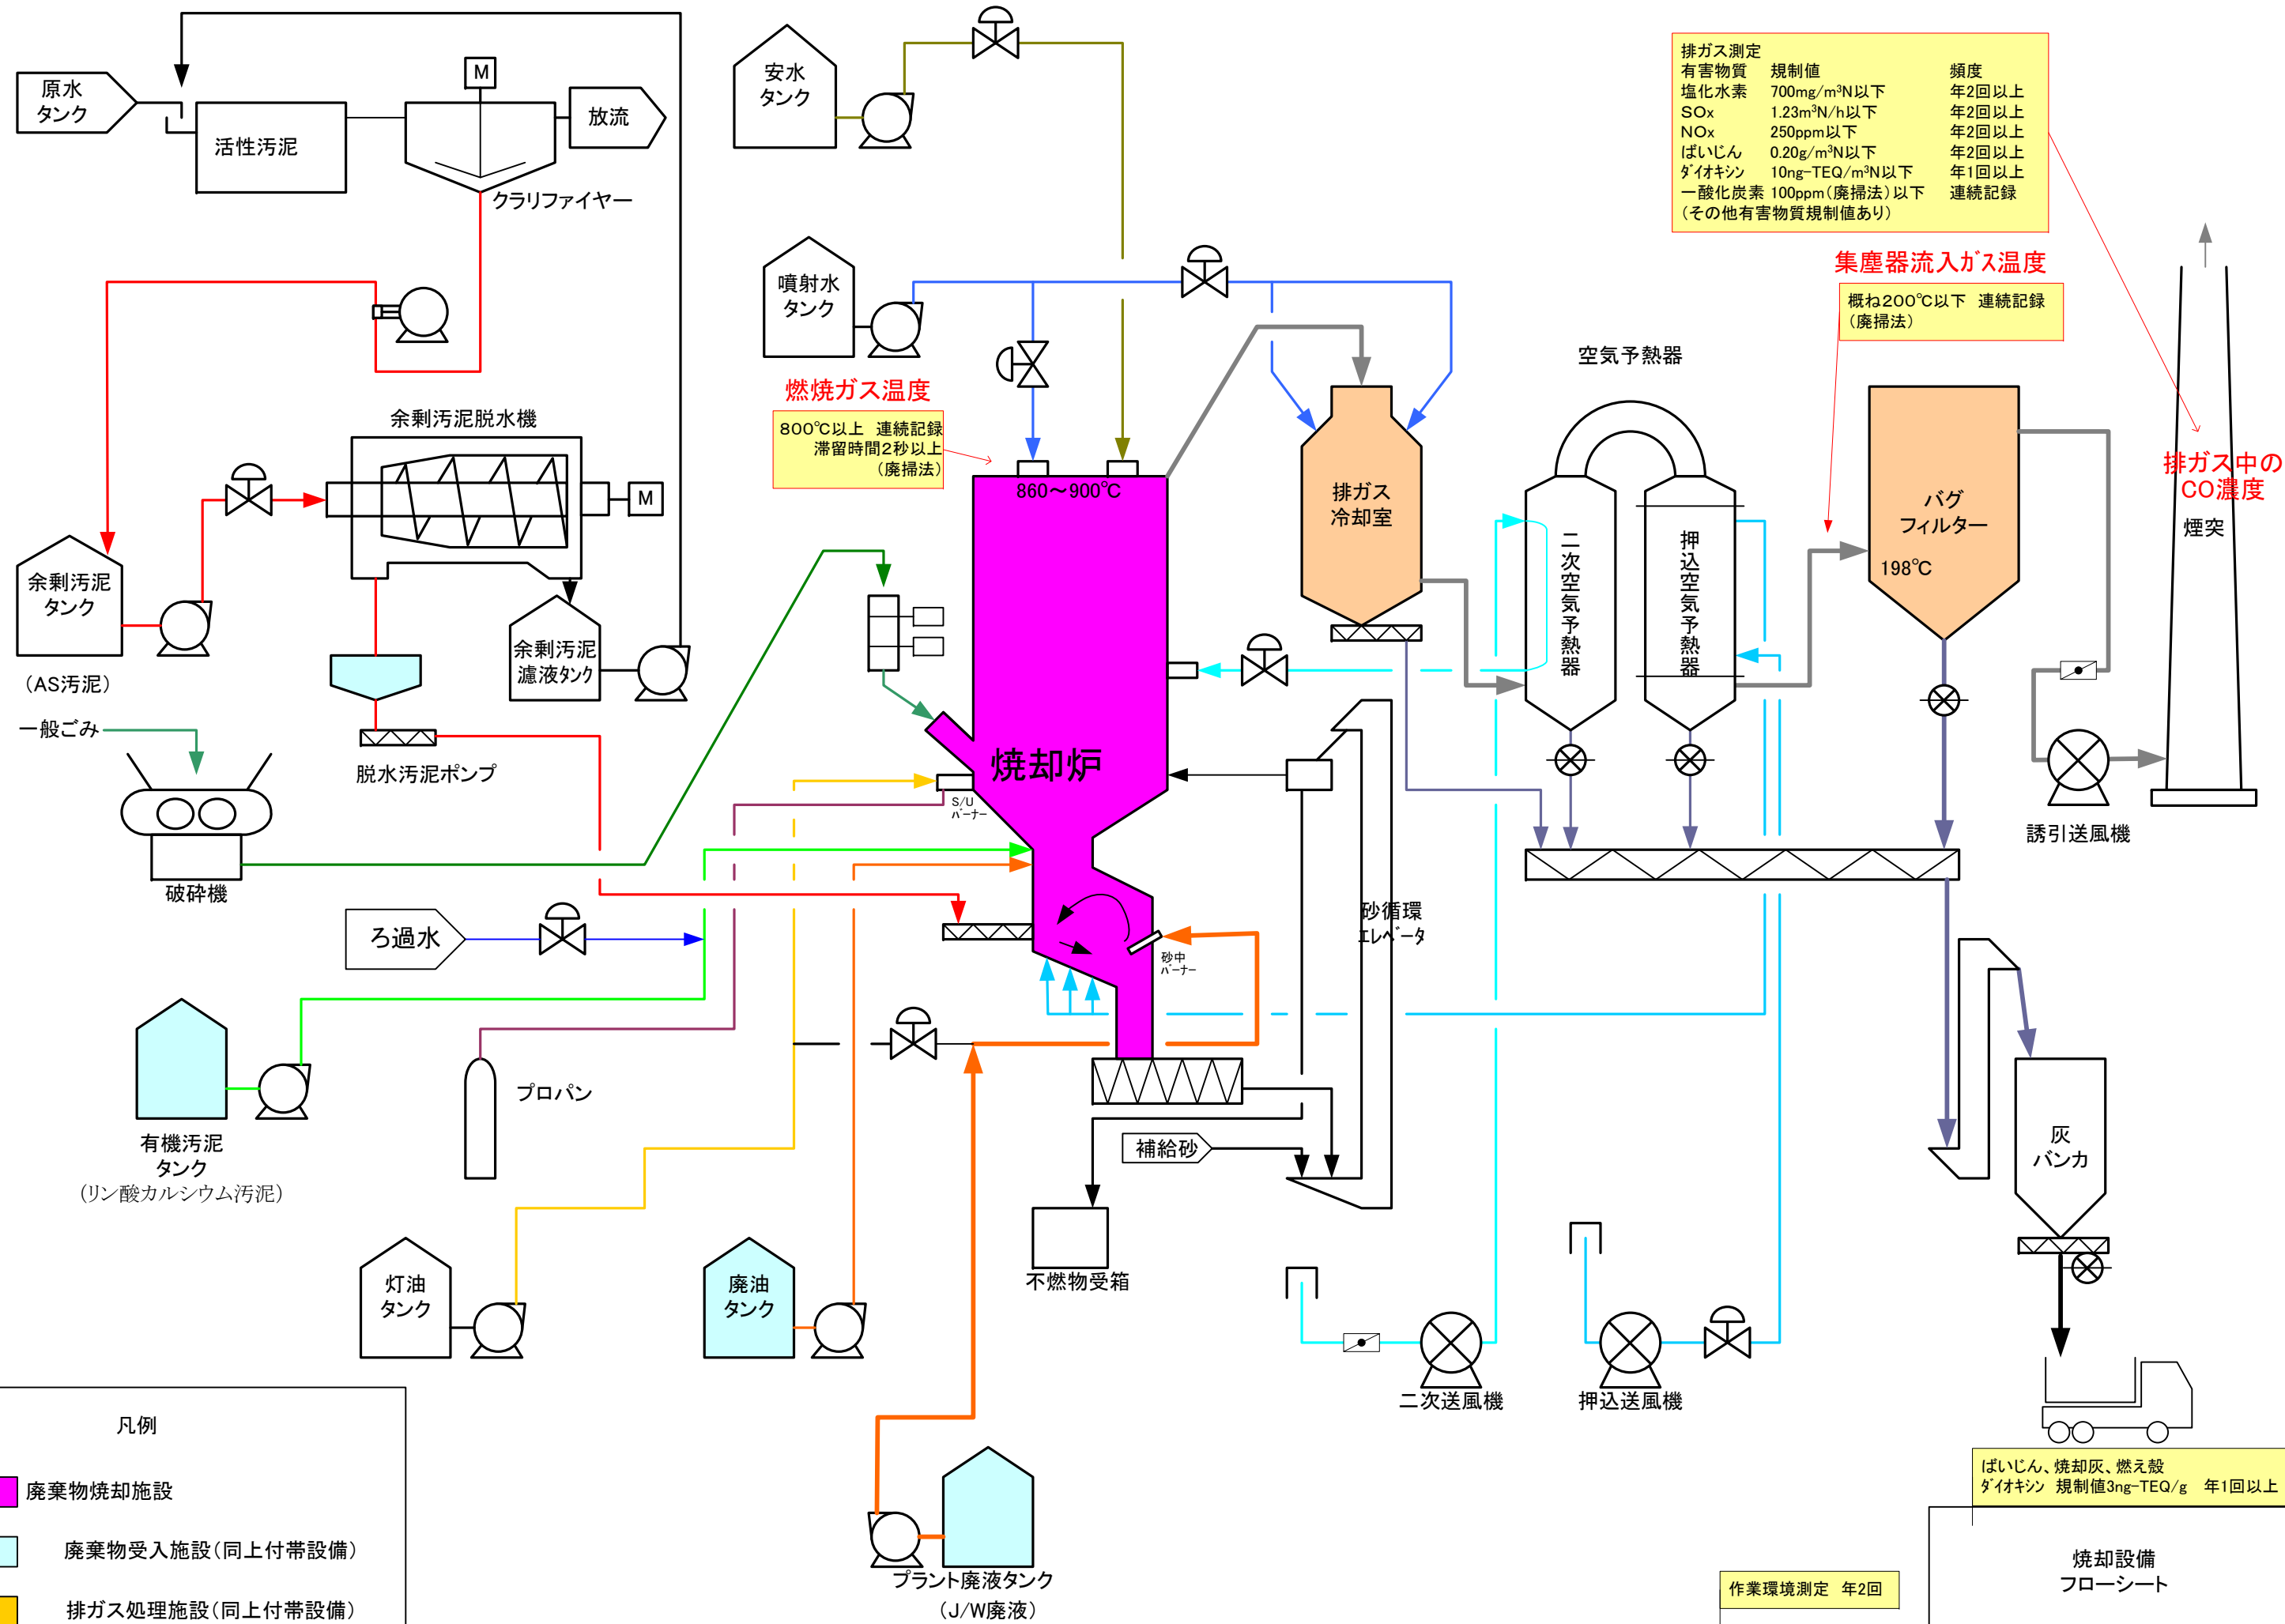 原水
タンク
活性汚泥
M
放流
クラリファイヤー
安水
タンク
噴射水
タンク
排ガス測定
有害物質 規制値 頻度
塩化水素 700mg/m³N以下 年2回以上
SOx 1.23m³N/h以下 年2回以上
NOx 250ppm以下 年2回以上
ばいじん 0.20g/m³N以下 年2回以上
ダイオキシン 10ng-TEQ/m³N以下 年1回以上
一酸化炭素 100ppm(廃掃法)以下 連続記録
(その他有害物質規制値あり)
集塵器流入ガス温度
概ね200℃以下 連続記録
(廃掃法)
空気予熱器
燃焼ガス温度
800℃以上 連続記録
滞留時間2秒以上
(廃掃法)
860～900℃
余剰汚泥脱水機
M
排ガス
冷却室
二次空気予熱器
押込空気予熱器
バグ
フィルター
198℃
排ガス中の
CO濃度
煙突
余剰汚泥
タンク
(AS汚泥)
余剰汚泥
濾液タンク
一般ごみ
脱水汚泥ポンプ
破砕機
焼却炉
S/U
バーナー
誘引送風機
ろ過水
砂循環
エレベータ
砂中
バーナー
有機汚泥
タンク
(リン酸カルシウム汚泥)
プロパン
補給砂
灰
バンカ
不燃物受箱
灯油
タンク
廃油
タンク
二次送風機
押込送風機
凡例
廃棄物焼却施設
廃棄物受入施設(同上付帯設備)
排ガス処理施設(同上付帯設備)
プラント廃液タンク
(J/W廃液)
ばいじん、焼却灰、燃え殻
ダイオキシン 規制値3ng-TEQ/g 年1回以上
焼却設備
フローシート
作業環境測定 年2回